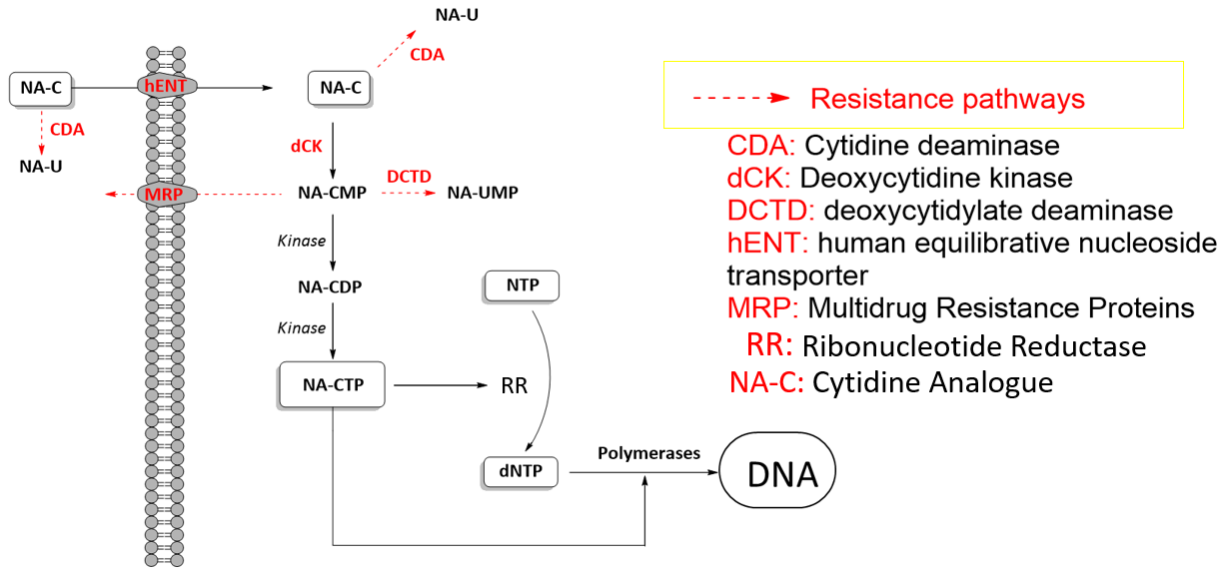 NA-U
CDA
NA-C
hENT
NA-C
CDA
NA-U
dCK
MRP
NA-CMP
DCTD
NA-UMP
Kinase
NA-CDP
NTP
Kinase
NA-CTP
RR
dNTP
Polymerases
DNA
Resistance pathways
CDA: Cytidine deaminase
dCK: Deoxycytidine kinase
DCTD: deoxycytidylate deaminase
hENT: human equilibrative nucleoside
transporter
MRP: Multidrug Resistance Proteins
RR: Ribonucleotide Reductase
NA-C: Cytidine Analogue